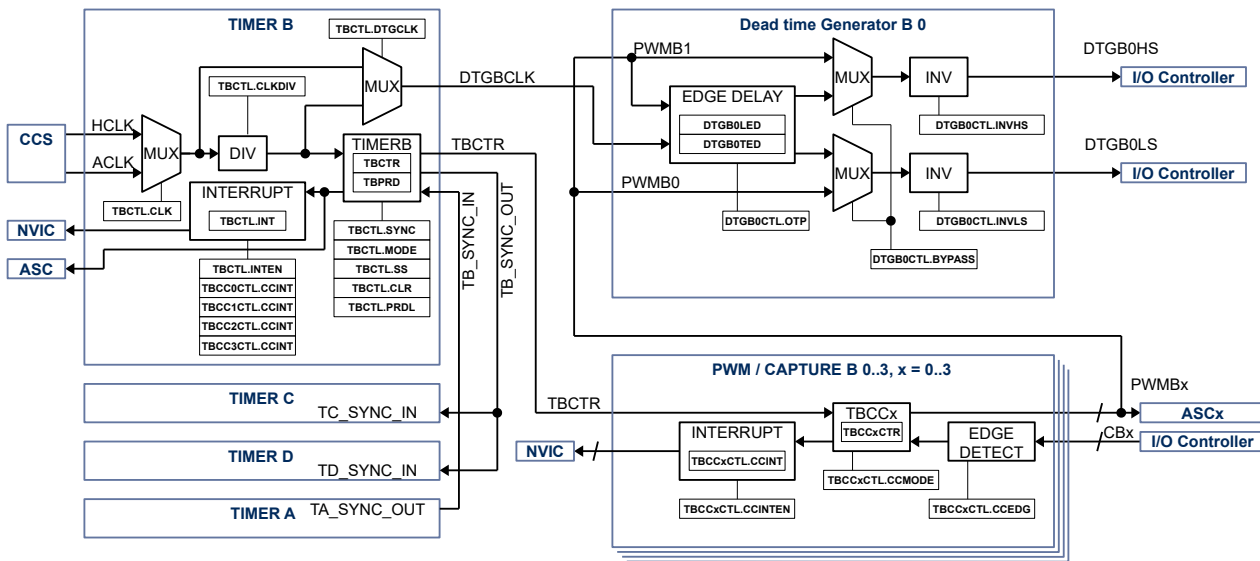 TIMER B
TBCTL.DTGCLK
MUX
TBCTL.CLKDIV
DTGBCLK
CCS
HCLK
ACLK
MUX
DIV
TIMERB
TBCTR
TBPRD
TBCTR
TBCTL.CLK
INTERRUPT
TBCTL.INT
NVIC
ASC
TBCTL.INTEN
TBCC0CTL.CCINT
TBCC1CTL.CCINT
TBCC2CTL.CCINT
TBCC3CTL.CCINT
TBCTL.SYNC
TBCTL.MODE
TBCTL.SS
TBCTL.CLR
TBCTL.PRDL
TB_SYNC_IN
TB_SYNC_OUT
TIMER C
TC_SYNC_IN
TIMER D
TD_SYNC_IN
TIMER A
TA_SYNC_OUT
Dead time Generator B 0
PWMB1
EDGE DELAY
DTGB0LED
DTGB0TED
PWMB0
DTGB0CTL.OTP
MUX
INV
DTGB0CTL.INVHS
DTGB0HS
I/O Controller
MUX
INV
DTGB0CTL.INVLS
DTGB0LS
I/O Controller
DTGB0CTL.BYPASS
PWM / CAPTURE B 0..3, x = 0..3
TBCTR
TBCCx
TBCCxCTR
PWMBx
ASCx
NVIC
INTERRUPT
TBCCxCTL.CCINT
EDGE
DETECT
CBx
I/O Controller
TBCCxCTL.CCMODE
TBCCxCTL.CCINTEN
TBCCxCTL.CCEDG